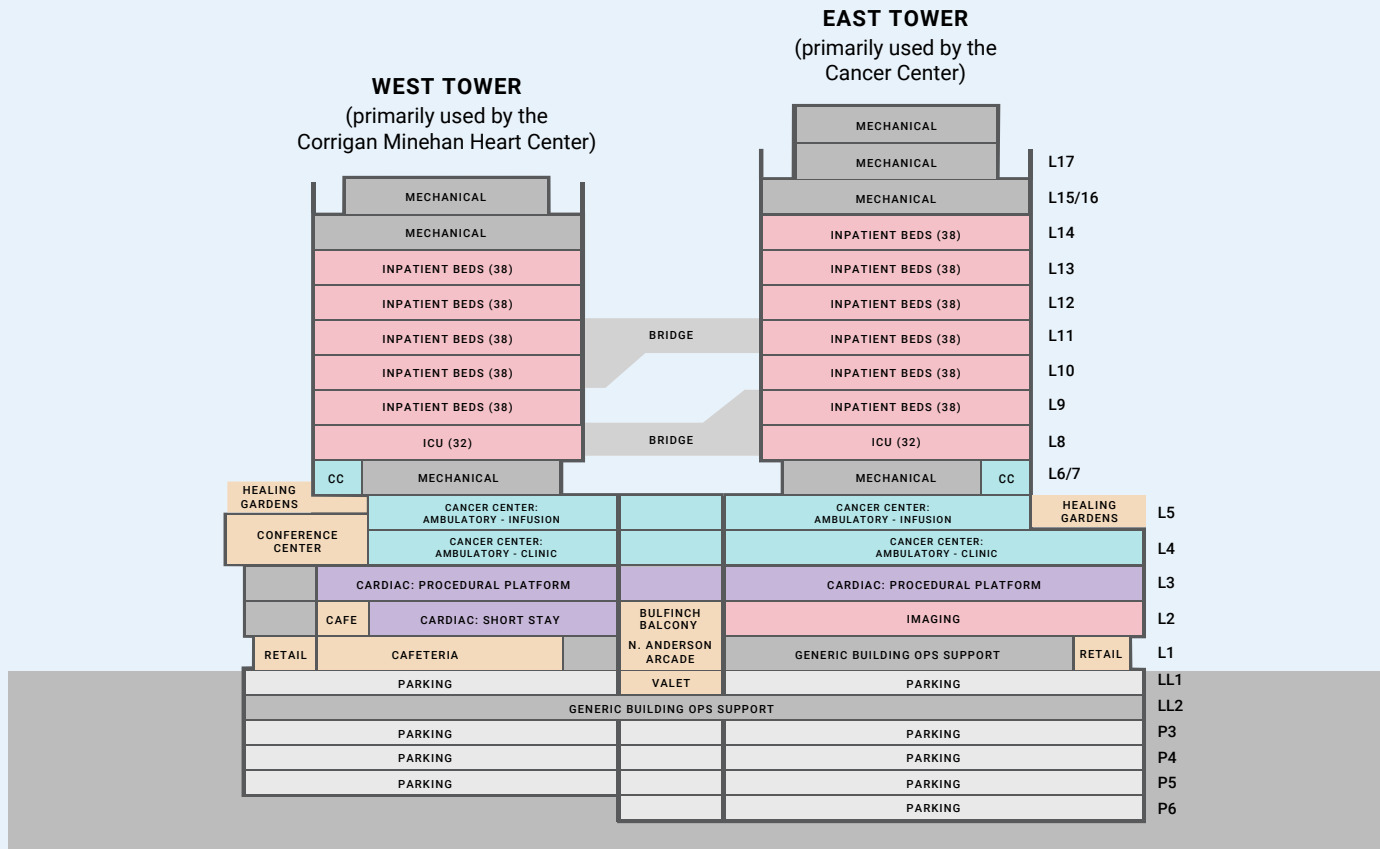 EAST TOWER
(primarily used by the
Cancer Center)
WEST TOWER
(primarily used by the
Corrigan Minehan Heart Center)
MECHANICAL
MECHANICAL
L17
MECHANICAL
MECHANICAL
L15/16
MECHANICAL
INPATIENT BEDS (38)
L14
INPATIENT BEDS (38)
INPATIENT BEDS (38)
L13
INPATIENT BEDS (38)
INPATIENT BEDS (38)
L12
INPATIENT BEDS (38)
BRIDGE
INPATIENT BEDS (38)
L11
INPATIENT BEDS (38)
INPATIENT BEDS (38)
L10
INPATIENT BEDS (38)
INPATIENT BEDS (38)
L9
ICU (32)
BRIDGE
ICU (32)
L8
CC
MECHANICAL
MECHANICAL
CC
L6/7
HEALING
GARDENS
CANCER CENTER:
AMBULATORY - INFUSION
CANCER CENTER:
AMBULATORY - INFUSION
HEALING
GARDENS
L5
CONFERENCE
CENTER
CANCER CENTER:
AMBULATORY - CLINIC
CANCER CENTER:
AMBULATORY - CLINIC
L4
CARDIAC: PROCEDURAL PLATFORM
CARDIAC: PROCEDURAL PLATFORM
L3
CAFE
CARDIAC: SHORT STAY
BULFINCH
BALCONY
IMAGING
L2
RETAIL
CAFETERIA
N. ANDERSON
ARCADE
GENERIC BUILDING OPS SUPPORT
RETAIL
L1
PARKING
VALET
PARKING
LL1
GENERIC BUILDING OPS SUPPORT
LL2
PARKING
PARKING
P3
PARKING
PARKING
P4
PARKING
PARKING
P5
PARKING
P6